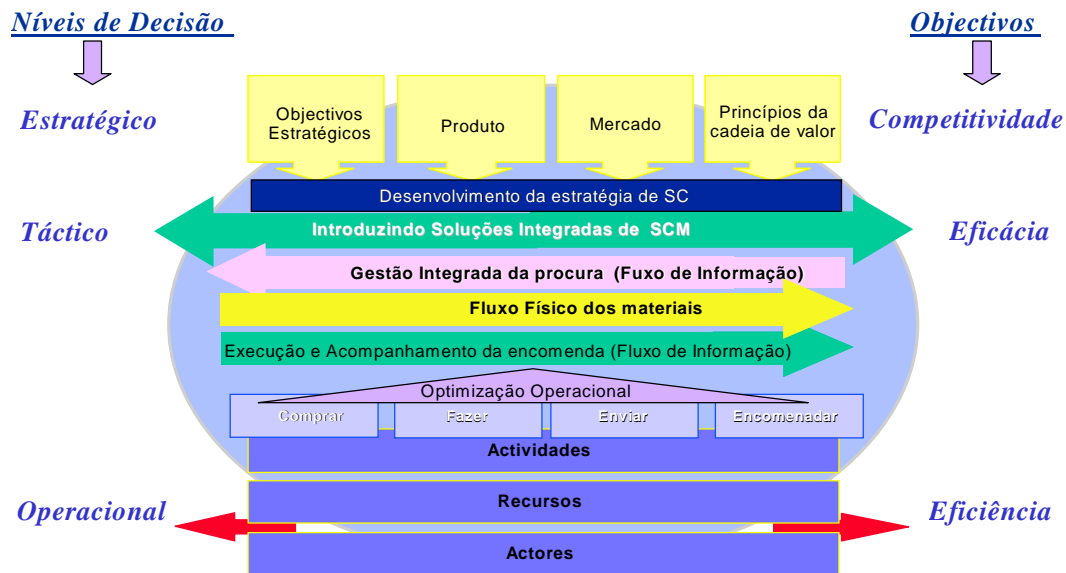 Níveis de Decisão
Objectivos
Estratégico
Objectivos
Estratégicos
Produto
Mercado
Princípios da
cadeia de valor
Competitividade
Desenvolvimento da estratégia de SC
Táctico
Introduzindo Soluções Integradas de SCM
Eficácia
Gestão Integrada da procura (Fuxo de Informação)
Fluxo Físico dos materiais
Execução e Acompanhamento da encomenda (Fluxo de Informação)
Optimização Operacional
Comprar
Fazer
Enviar
Encomenadar
Actividades
Operacional
Recursos
Eficiência
Actores